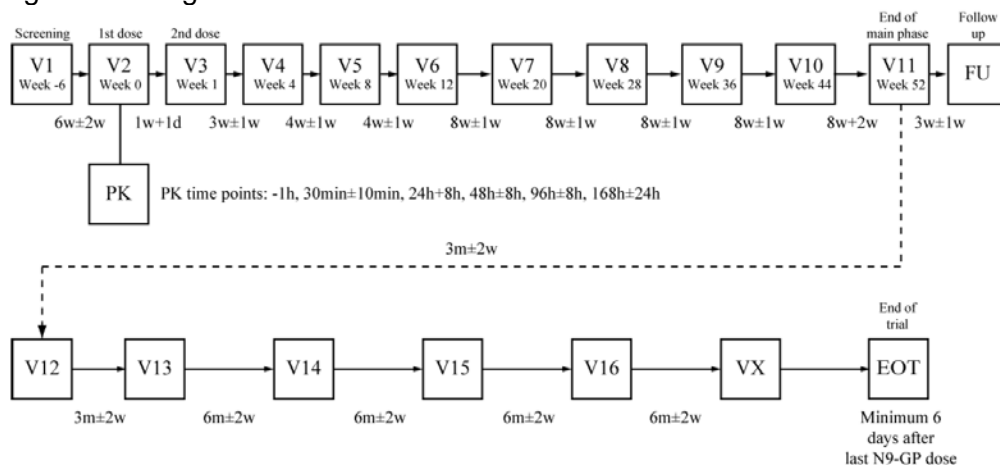 Screening
1st dose
2nd dose
End of
main phase
Follow
up
V1
Week -6
V2
Week 0
V3
Week 1
V4
Week 4
V5
Week 8
V6
Week 12
V7
Week 20
V8
Week 28
V9
Week 36
V10
Week 44
V11
Week 52
FU
6w±2w
1w+1d
3w±1w
4w±1w
4w±1w
8w±1w
8w±1w
8w±1w
8w±1w
8w+2w
3w±1w
PK
PK time points: -1h, 30min±10min, 24h+8h, 48h±8h, 96h±8h, 168h±24h
3m±2w
End of
trial
V12
V13
V14
V15
V16
VX
EOT
3m±2w
6m±2w
6m±2w
6m±2w
6m±2w
Minimum 6
days after
last N9-GP dose